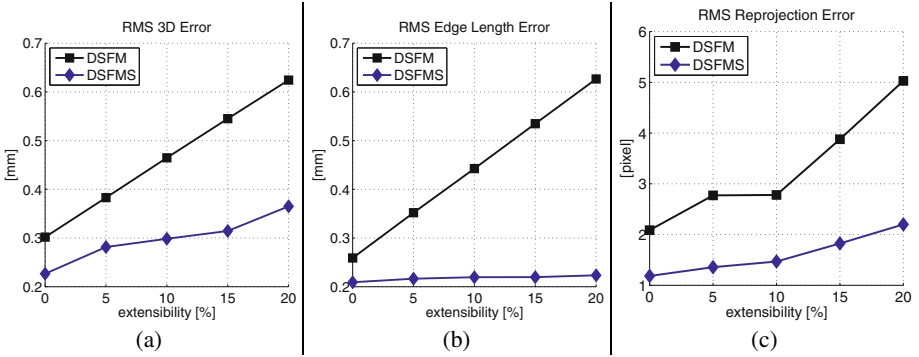 RMS 3D Error
0.7
0.6
0.5
0.4
0.3
0.2
[mm]
DSFM
DSFMS
0 5 10 15 20
extensibility [%]
(a)
RMS Edge Length Error
0.7
0.6
0.5
0.4
0.3
0.2
[mm]
DSFM
DSFMS
0 5 10 15 20
extensibility [%]
(b)
RMS Reprojection Error
6
5
4
3
2
1
[pixel]
DSFM
DSFMS
0 5 10 15 20
extensibility [%]
(c)